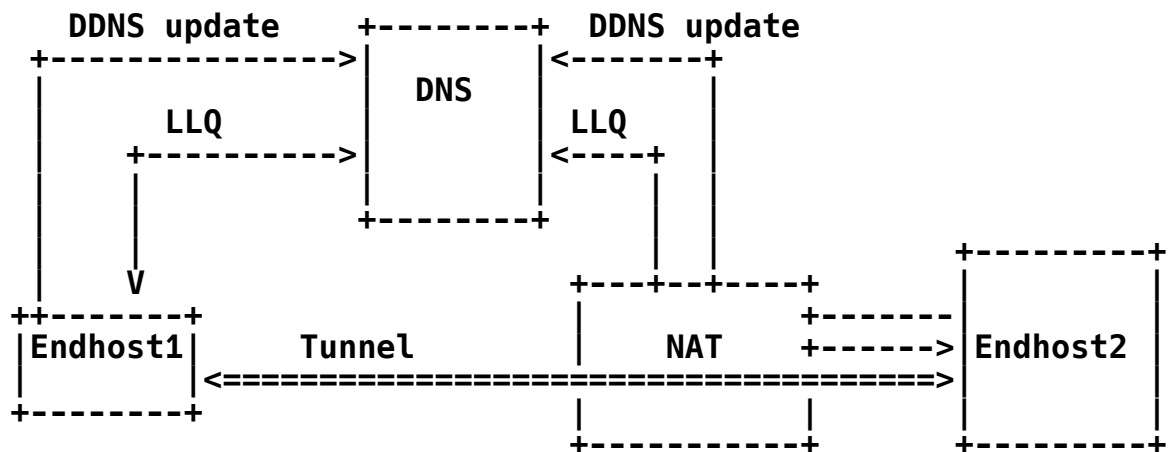 DDNS update DDNS update
DNS
LLQ LLQ
V
Endhost1 Tunnel NAT Endhost2